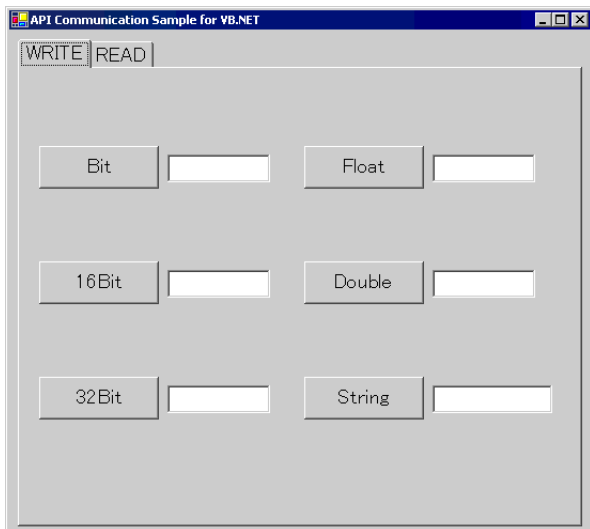 API Communication Sample for VB.NET
WRITE READ
Bit Float
16Bit Double
32Bit String